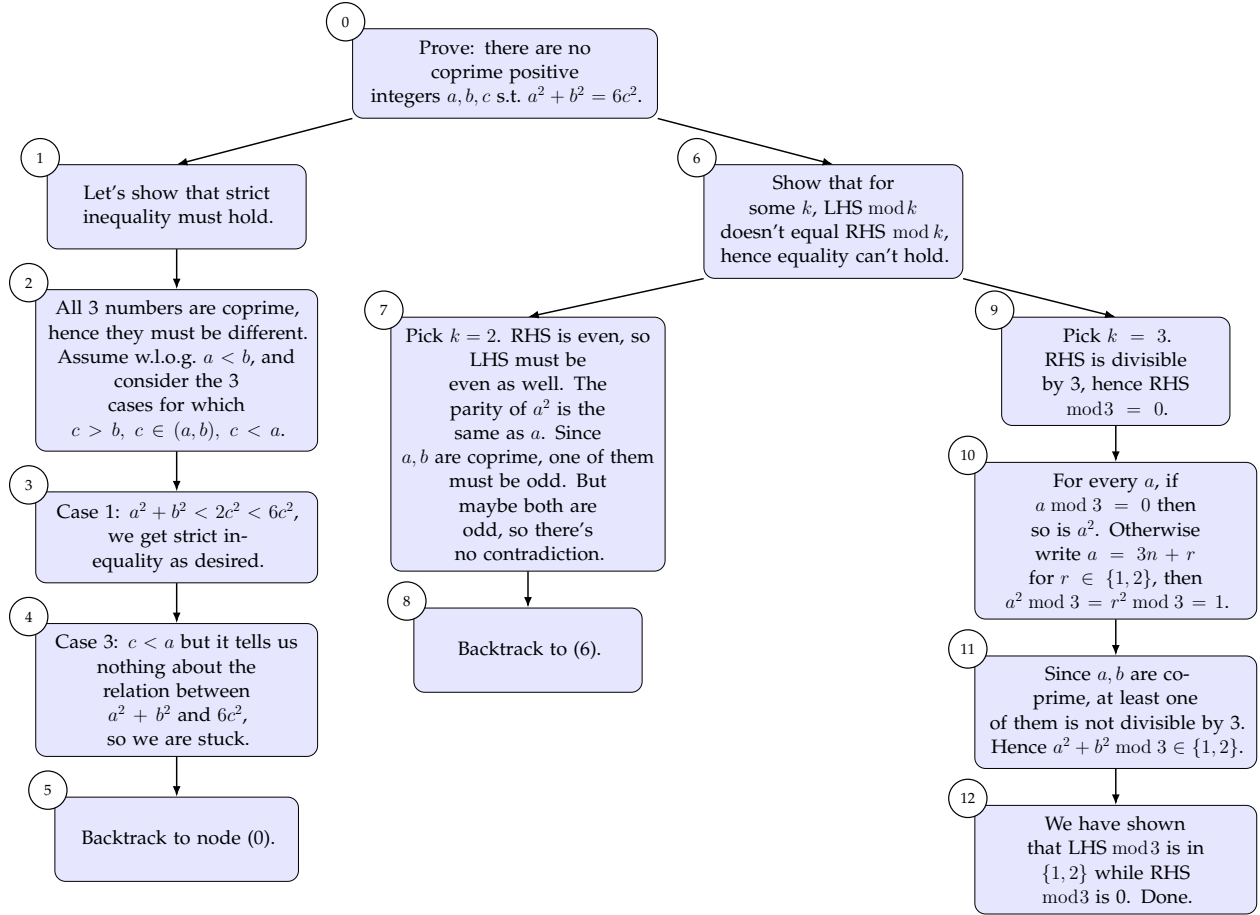 0
Prove: there are no
coprime positive
integers a, b, c s.t. a² + b² = 6c².
1
Let's show that strict
inequality must hold.
2
All 3 numbers are coprime,
hence they must be different.
Assume w.l.o.g. a < b, and
consider the 3
cases for which
c > b, c ∈ (a, b), c < a.
3
Case 1: a² + b² < 2c² < 6c²,
we get strict in-
equality as desired.
4
Case 3: c < a but it tells us
nothing about the
relation between
a² + b² and 6c²,
so we are stuck.
5
Backtrack to node (0).
6
Show that for
some k, LHS mod k
doesn't equal RHS mod k,
hence equality can't hold.
7
Pick k = 2. RHS is even, so
LHS must be
even as well. The
parity of a² is the
same as a. Since
a, b are coprime, one of them
must be odd. But
maybe both are
odd, so there's
no contradiction.
8
Backtrack to (6).
9
Pick k = 3.
RHS is divisible
by 3, hence RHS
mod3 = 0.
10
For every a, if
a mod 3 = 0 then
so is a². Otherwise
write a = 3n + r
for r ∈ {1, 2}, then
a² mod 3 = r² mod 3 = 1.
11
Since a, b are co-
prime, at least one
of them is not divisible by 3.
Hence a² + b² mod 3 ∈ {1, 2}.
12
We have shown
that LHS mod3 is in
{1, 2} while RHS
mod3 is 0. Done.